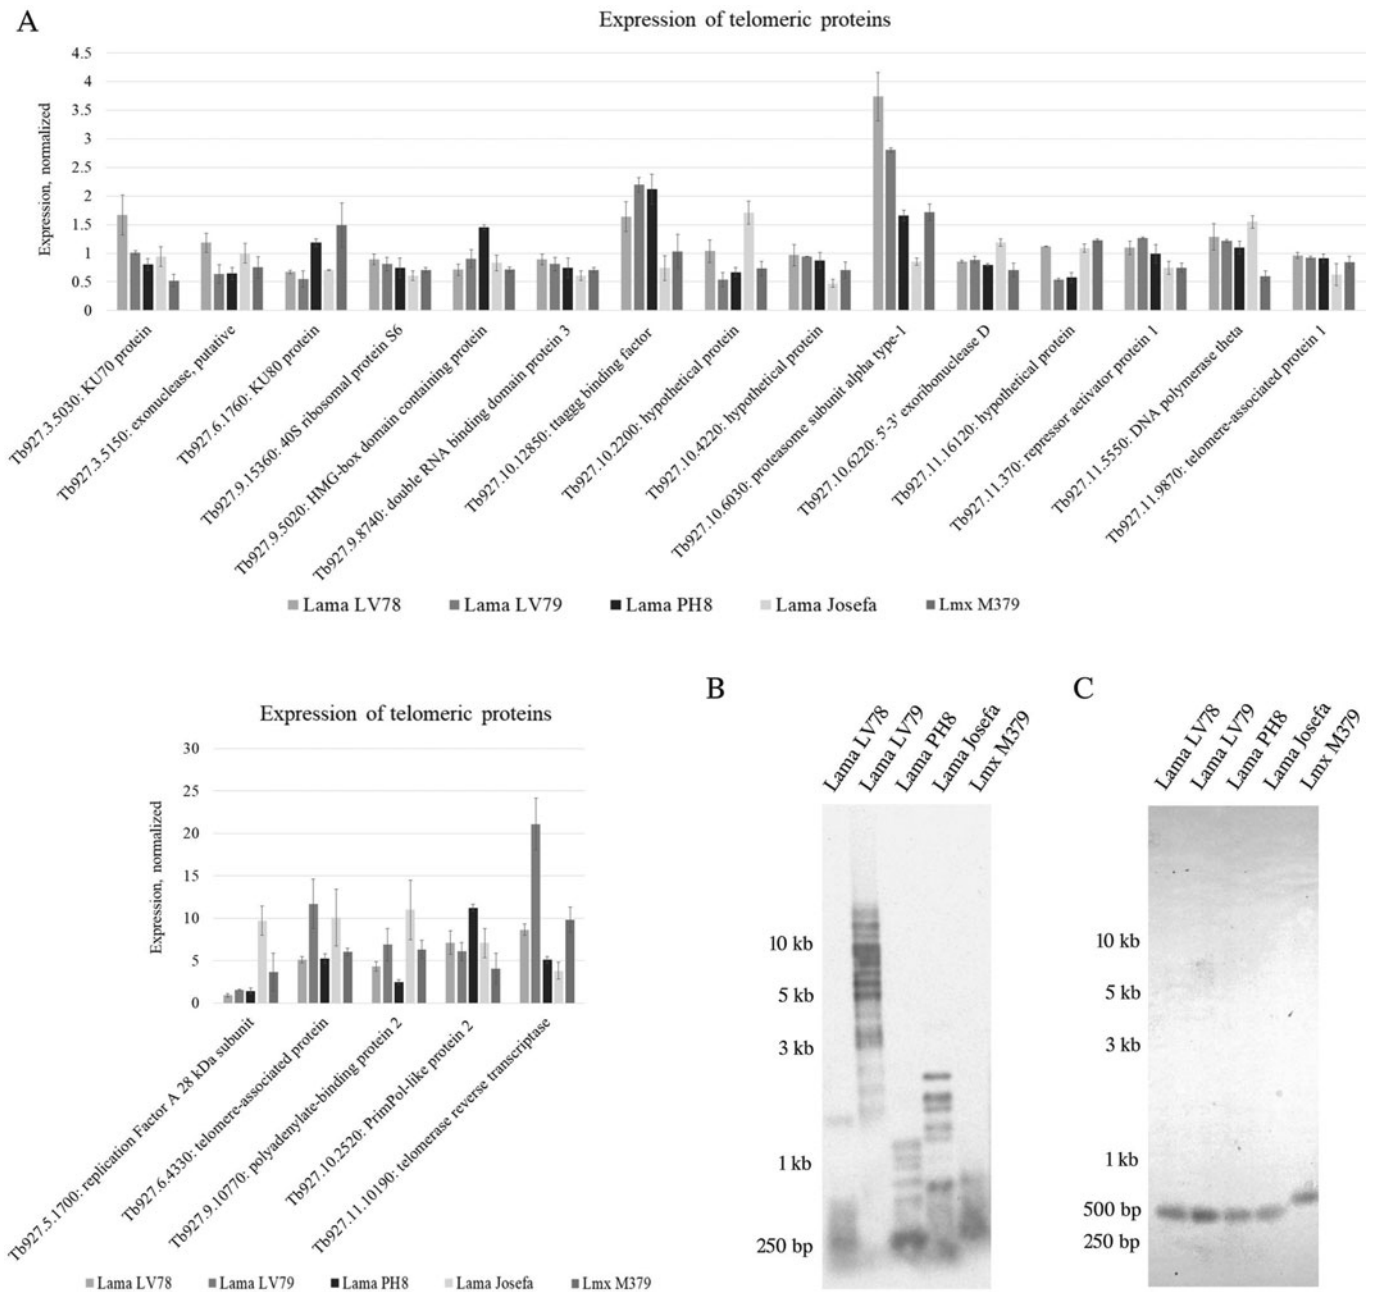 A
Expression of telomeric proteins
Expression, normalized
4.5
4
3.5
3
2.5
2
1.5
1
0.5
0
Tb927.3.5030: KU70 protein
Tb927.3.5150: exonuclease, putative
Tb927.6.1760: KU80 protein
Tb927.9.15360: 40S ribosomal protein S6
Tb927.9.5020: HMG-box domain containing protein
Tb927.9.8740: double RNA binding domain protein 3
Tb927.10.12850: ttaggg binding factor
Tb927.10.2200: hypothetical protein
Tb927.10.4220: hypothetical protein
Tb927.10.6030: proteasome subunit alpha type-1
Tb927.10.6220: 5'-3' exoribonuclease D
Tb927.11.16120: hypothetical protein
Tb927.11.370: repressor activator protein 1
Tb927.11.5550: DNA polymerase theta
Tb927.11.9870: telomere-associated protein 1
Lama LV78 Lama LV79 Lama PH8 Lama Josefa Lmx M379
Expression of telomeric proteins
Expression, normalized
30
25
20
15
10
5
0
Tb927.5.1700: replication Factor A 28 kDa subunit
Tb927.6.4330: telomere-associated protein
Tb927.9.10770: polyadenylate-binding protein 2
Tb927.10.2520: PrimPol-like protein 2
Tb927.11.10190: telomerase reverse transcriptase
Lama LV78 Lama LV79 Lama PH8 Lama Josefa Lmx M379
B
Lama LV78
Lama LV79
Lama PH8
Lama Josefa
Lmx M379
10 kb
5 kb
3 kb
1 kb
250 bp
C
Lama LV78
Lama LV79
Lama PH8
Lama Josefa
Lmx M379
10 kb
5 kb
3 kb
1 kb
500 bp
250 bp